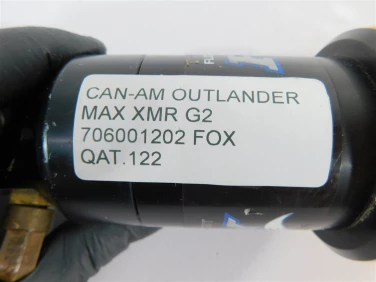 CAN-AM OUTLANDER
MAX XMR G2
706001202 FOX
QAT.122